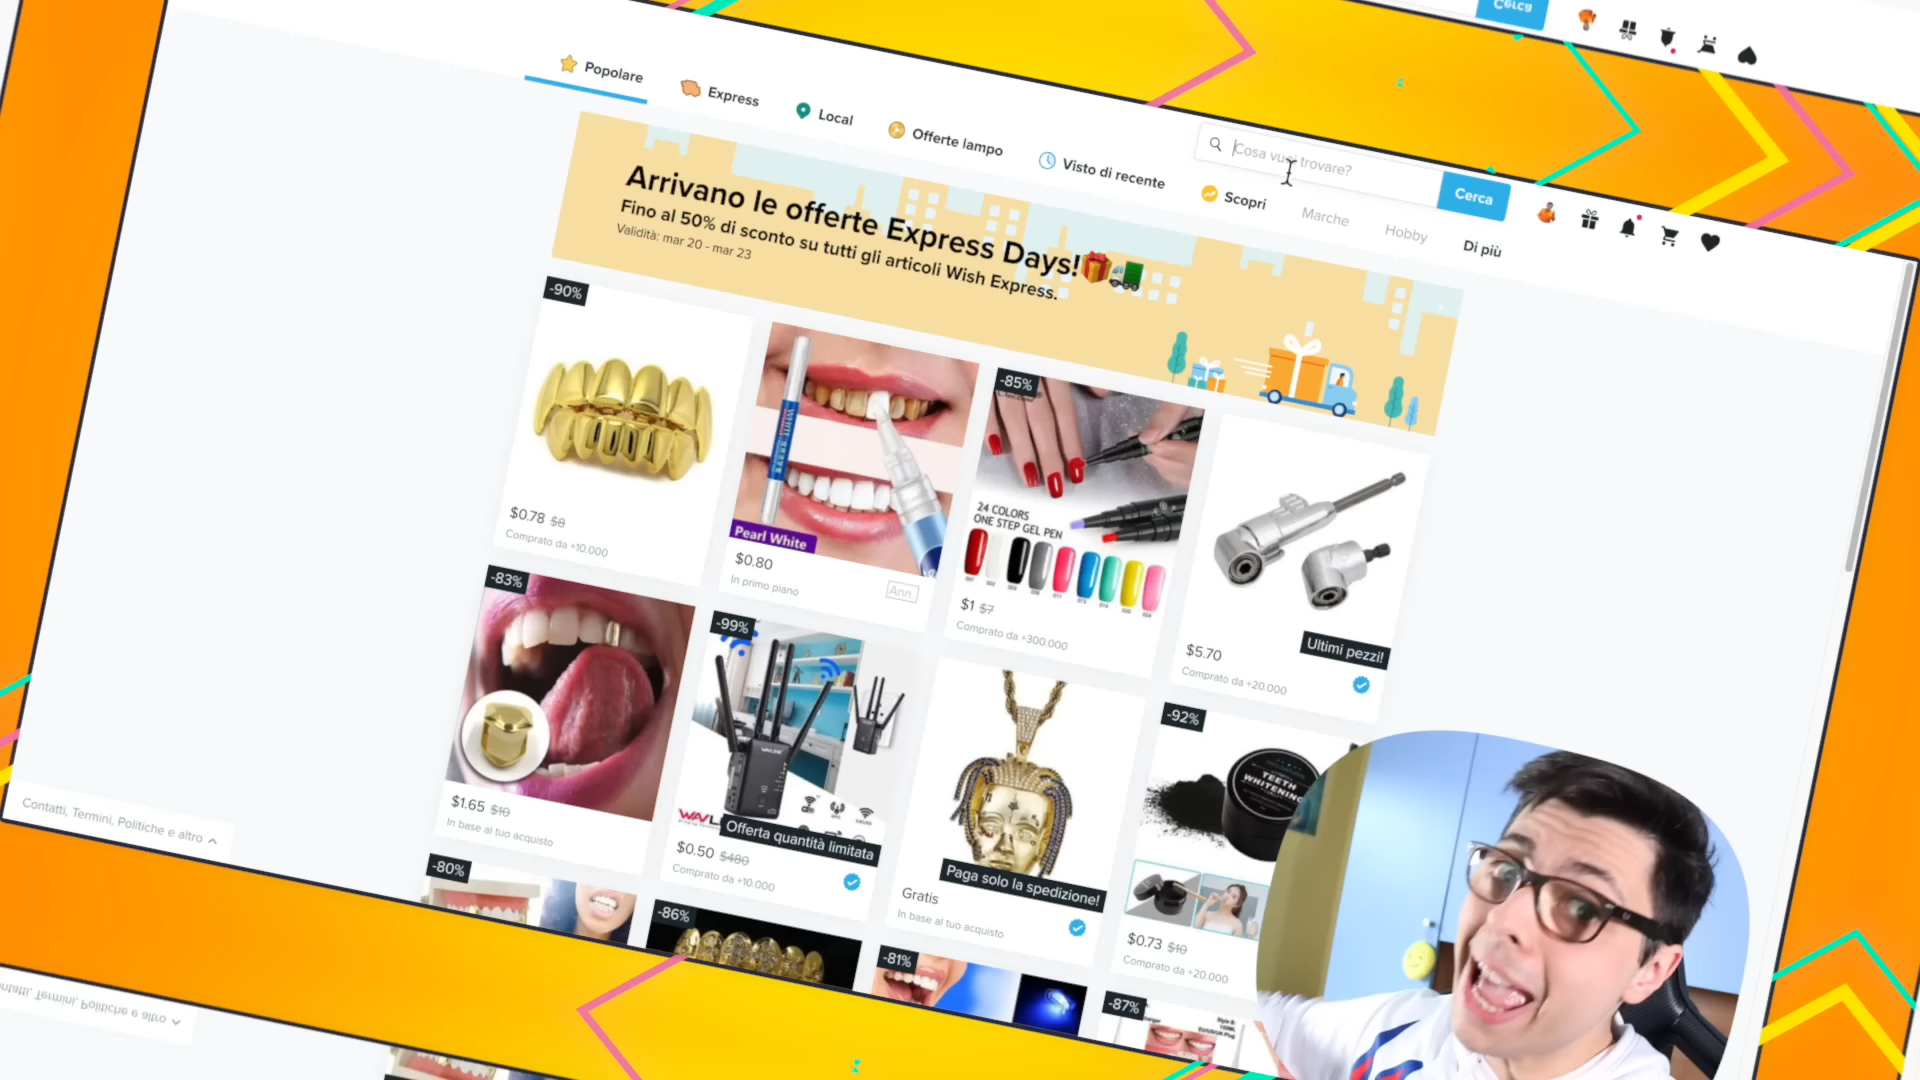 Cerca
Popolare
Express
Local
Offerte lampo
Visto di recente
Scopri
Marche
Hobby
Di più
Cosa vuoi trovare?
Cerca
Arrivano le offerte Express Days!
Fino al 50% di sconto su tutti gli articoli Wish Express.
Validità: mar 20 - mar 23
-90%
$0.78 $8
Comprato da +10.000
Pearl White
$0.80
In primo piano
Ann.
-85%
24 COLORS
ONE STEP GEL PEN
$1 $7
Comprato da +300.000
$5.70
Ultimi pezzi!
Comprato da +20.000
-83%
$1.65 $10
In base al tuo acquisto
-99%
WAVL
Offerta quantità limitata
$0.50 $480
Comprato da +10.000
Gratis
Paga solo la spedizione!
In base al tuo acquisto
-92%
TEETH
WHITENING
$0.73 $10
Comprato da +20.000
-80%
-86%
-81%
-87%
Contatti, Termini, Politiche e altro
ntatti, Termini, Politiche e altro